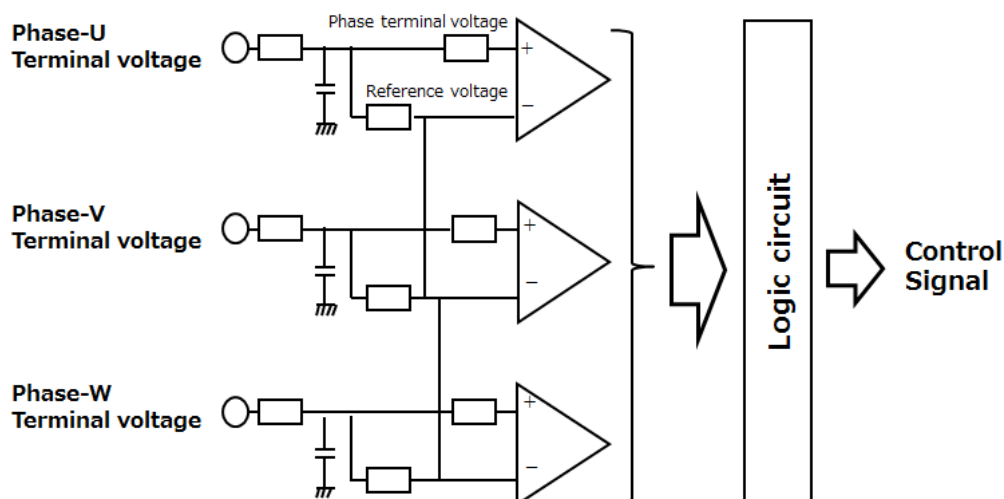 Phase-U
Terminal voltage
Phase terminal voltage
+
Reference voltage
−
Phase-V
Terminal voltage
+
−
Phase-W
Terminal voltage
+
−
Logic circuit
Control
Signal